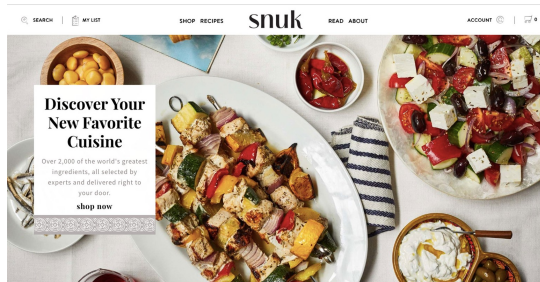 SEARCH MY LIST SHOP RECIPES snuk READ ABOUT ACCOUNT 0
Discover Your
New Favorite
Cuisine
Over 2,000 of the world's greatest
ingredients, all selected by
experts and delivered right to
your door.
shop now